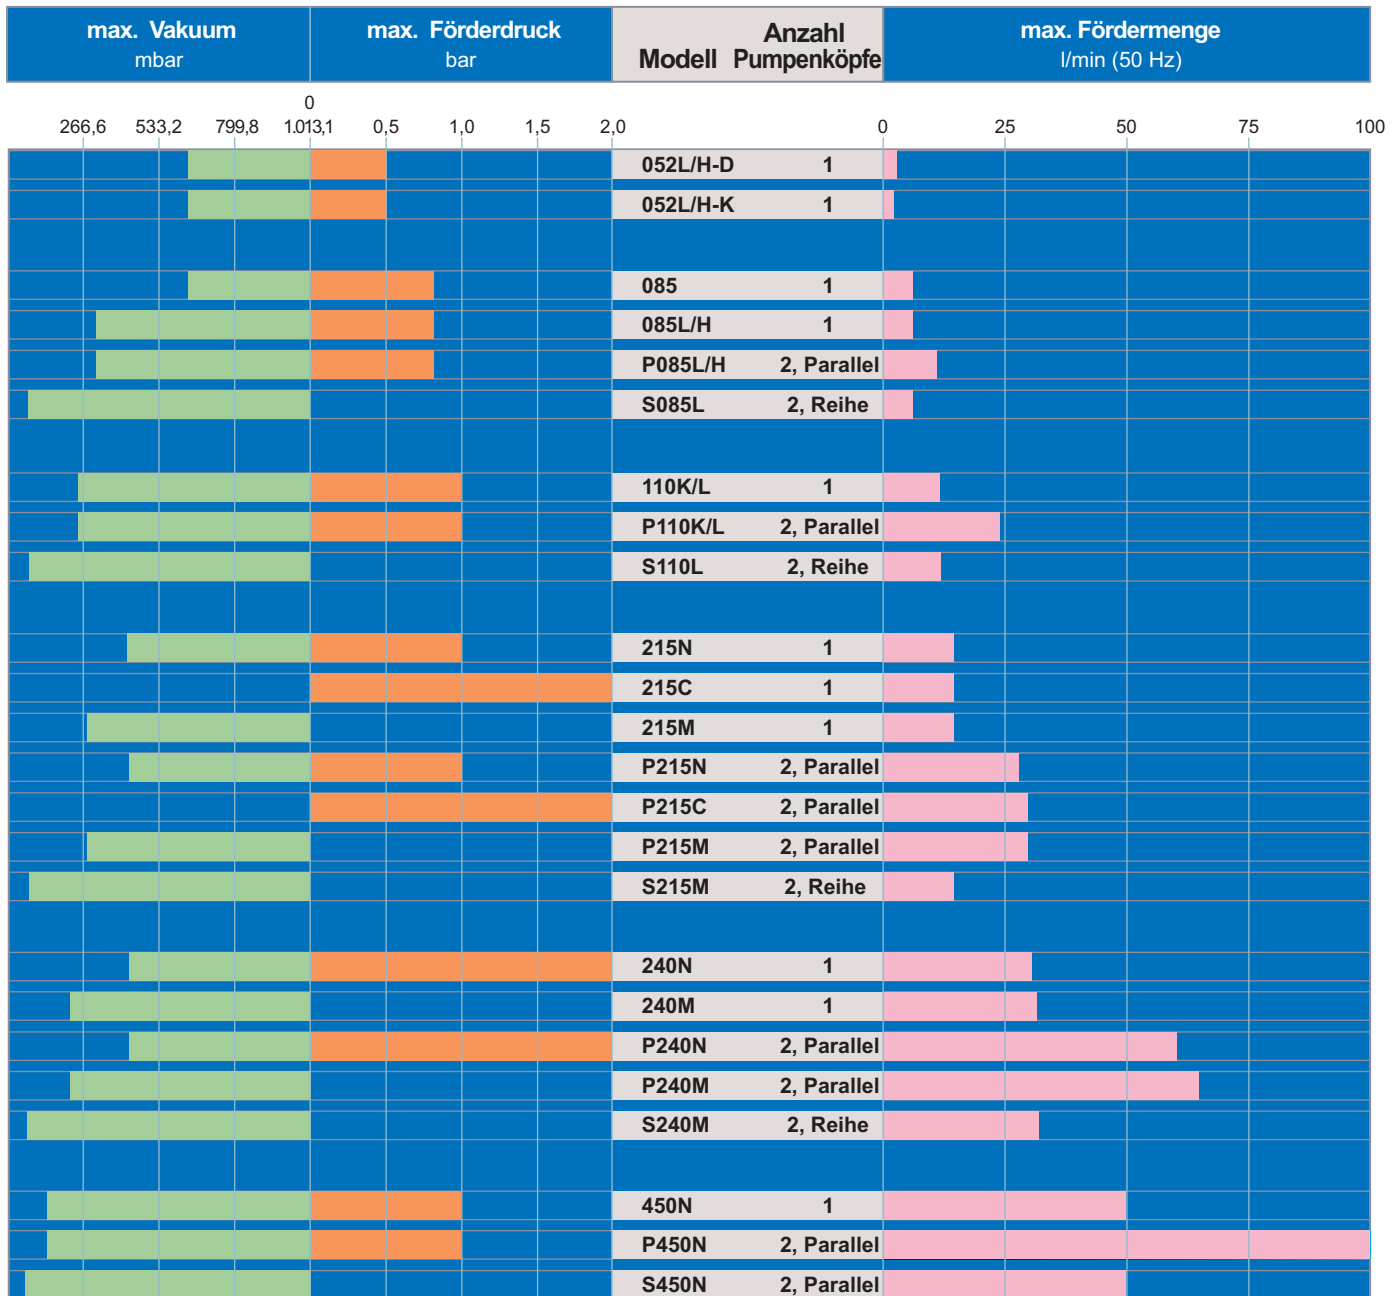 max. Vakuum max. Förderdruck Modell Anzahl Pumpenköpfe max. Fördermenge
mbar bar l/min (50 Hz)
0
266,6 533,2 799,8 1.013,1 0,5 1,0 1,5 2,0 0 25 50 75 100
052L/H-D 1
052L/H-K 1
085 1
085L/H 1
P085L/H 2, Parallel
S085L 2, Reihe
110K/L 1
P110K/L 2, Parallel
S110L 2, Reihe
215N 1
215C 1
215M 1
P215N 2, Parallel
P215C 2, Parallel
P215M 2, Parallel
S215M 2, Reihe
240N 1
240M 1
P240N 2, Parallel
P240M 2, Parallel
S240M 2, Reihe
450N 1
P450N 2, Parallel
S450N 2, Parallel